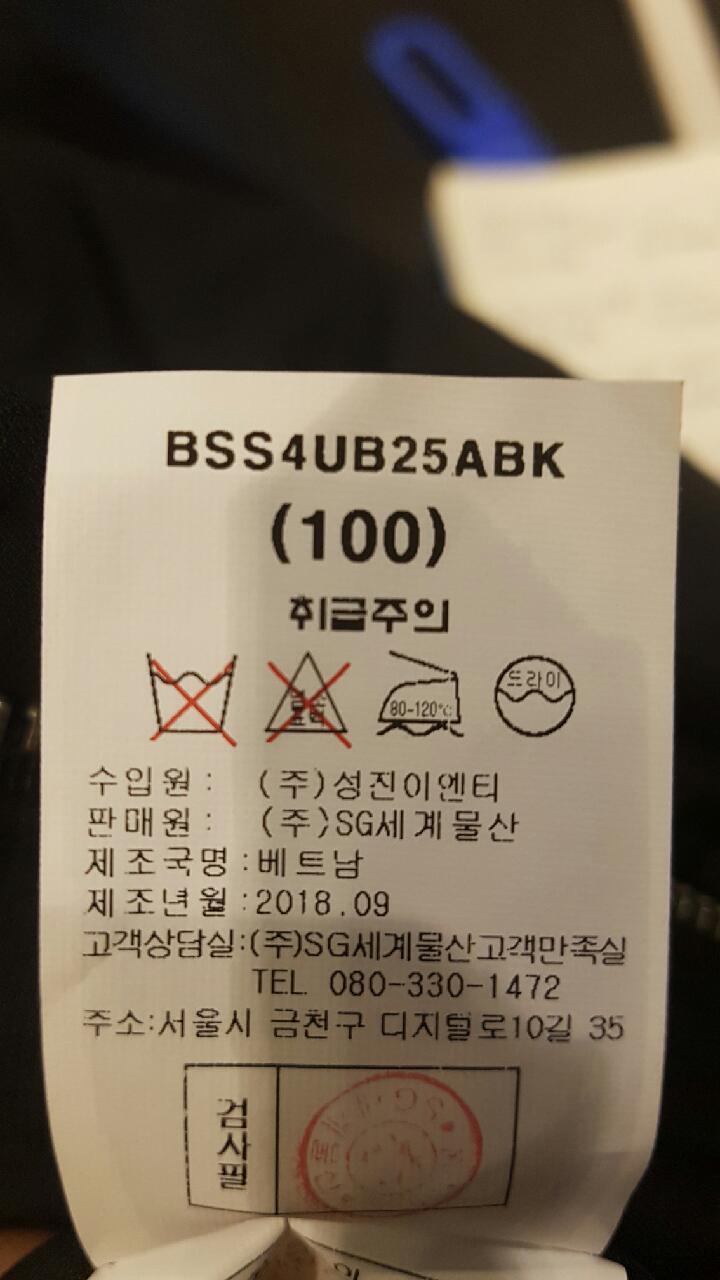 BSS4UB25ABK
(100)
취급주의
80-120℃
드라이
수입원 : (주)성진이엔티
판매원 : (주)SG세계물산
제조국명 : 베트남
제조년월 : 2018.09
고객상담실:(주)SG세계물산고객만족실
TEL. 080-330-1472
주소:서울시 금천구 디지털로10길 35
검사필